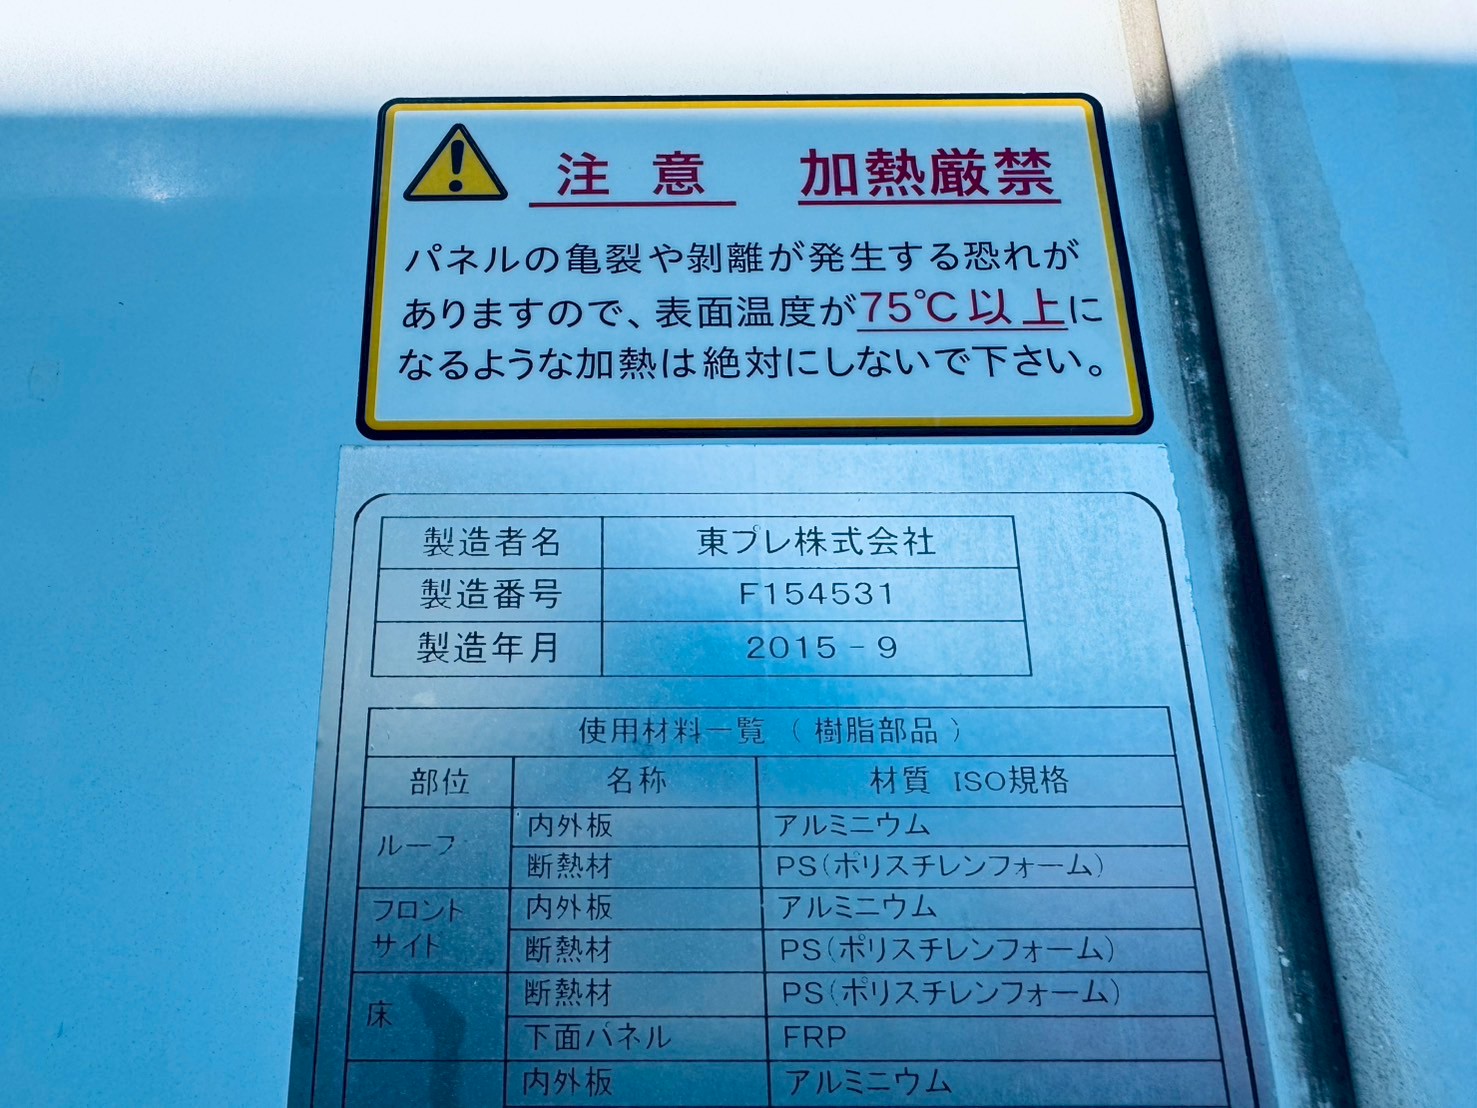 注意 加熱厳禁
パネルの亀裂や剥離が発生する恐れが
ありますので、表面温度が75℃以上に
なるような加熱は絶対にしないで下さい。
製造者名 東プレ株式会社
製造番号 F154531
製造年月 2015-9
使用材料一覧（樹脂部品）
部位 名称 材質 ISO規格
ルーフ 内外板 アルミニウム
断熱材 PS(ポリスチレンフォーム)
フロント
サイド
内外板 アルミニウム
断熱材 PS(ポリスチレンフォーム)
床 断熱材 PS(ポリスチレンフォーム)
下面パネル FRP
内外板 アルミニウム